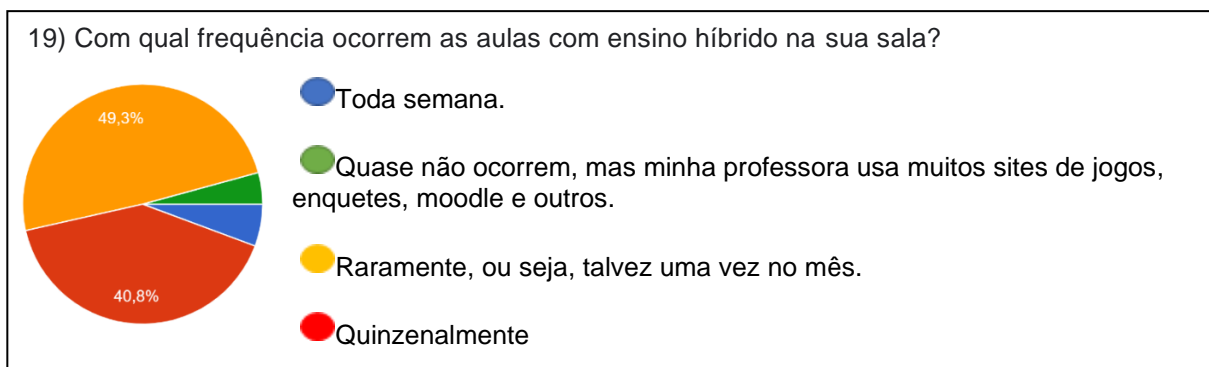 19) Com qual frequência ocorrem as aulas com ensino híbrido na sua sala?
Toda semana.
49,3%
Quase não ocorrem, mas minha professora usa muitos sites de jogos,
enquetes, moodle e outros.
Raramente, ou seja, talvez uma vez no mês.
40,8%
Quinzenalmente